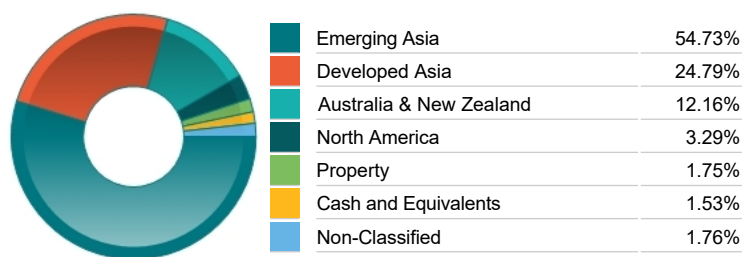 Emerging Asia 54.73%
Developed Asia 24.79%
Australia & New Zealand 12.16%
North America 3.29%
Property 1.75%
Cash and Equivalents 1.53%
Non-Classified 1.76%